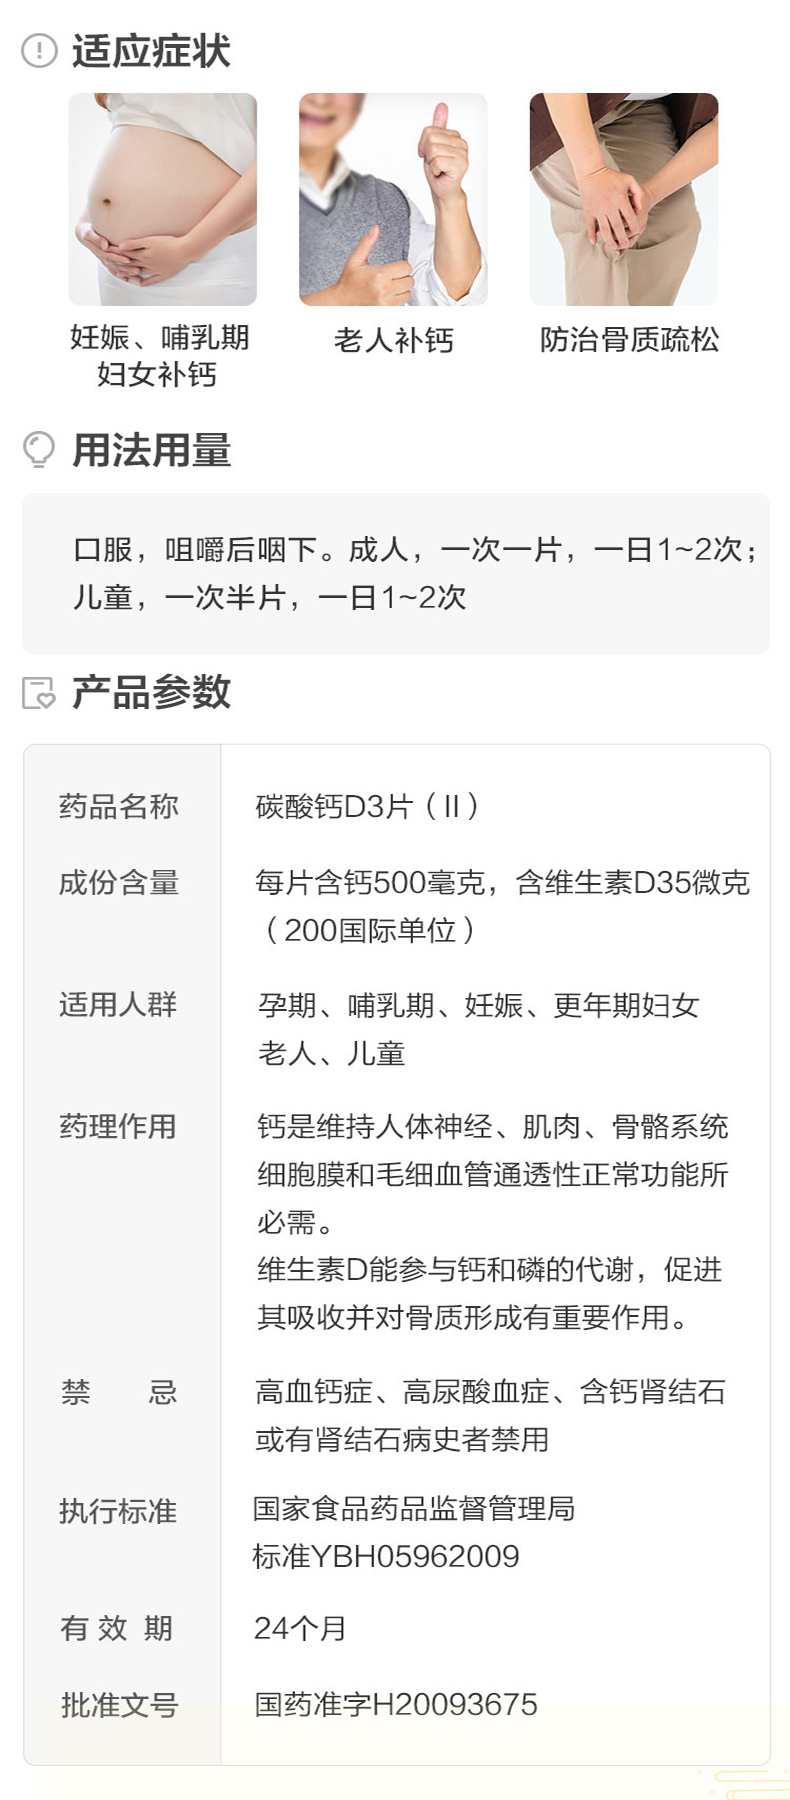 适应症状
妊娠、哺乳期
妇女补钙
老人补钙
防治骨质疏松
用法用量
口服，咀嚼后咽下。成人，一次一片，一日1~2次；
儿童，一次半片，一日1~2次
产品参数
药品名称 碳酸钙D3片（II）
成份含量 每片含钙500毫克，含维生素D35微克
（200国际单位）
适用人群 孕期、哺乳期、妊娠、更年期妇女
老人、儿童
药理作用 钙是维持人体神经、肌肉、骨骼系统
细胞膜和毛细血管通透性正常功能所
必需。
维生素D能参与钙和磷的代谢，促进
其吸收并对骨质形成有重要作用。
禁 忌 高血钙症、高尿酸血症、含钙肾结石
或有肾结石病史者禁用
执行标准 国家食品药品监督管理局
标准YBH05962009
有效期 24个月
批准文号 国药准字H20093675